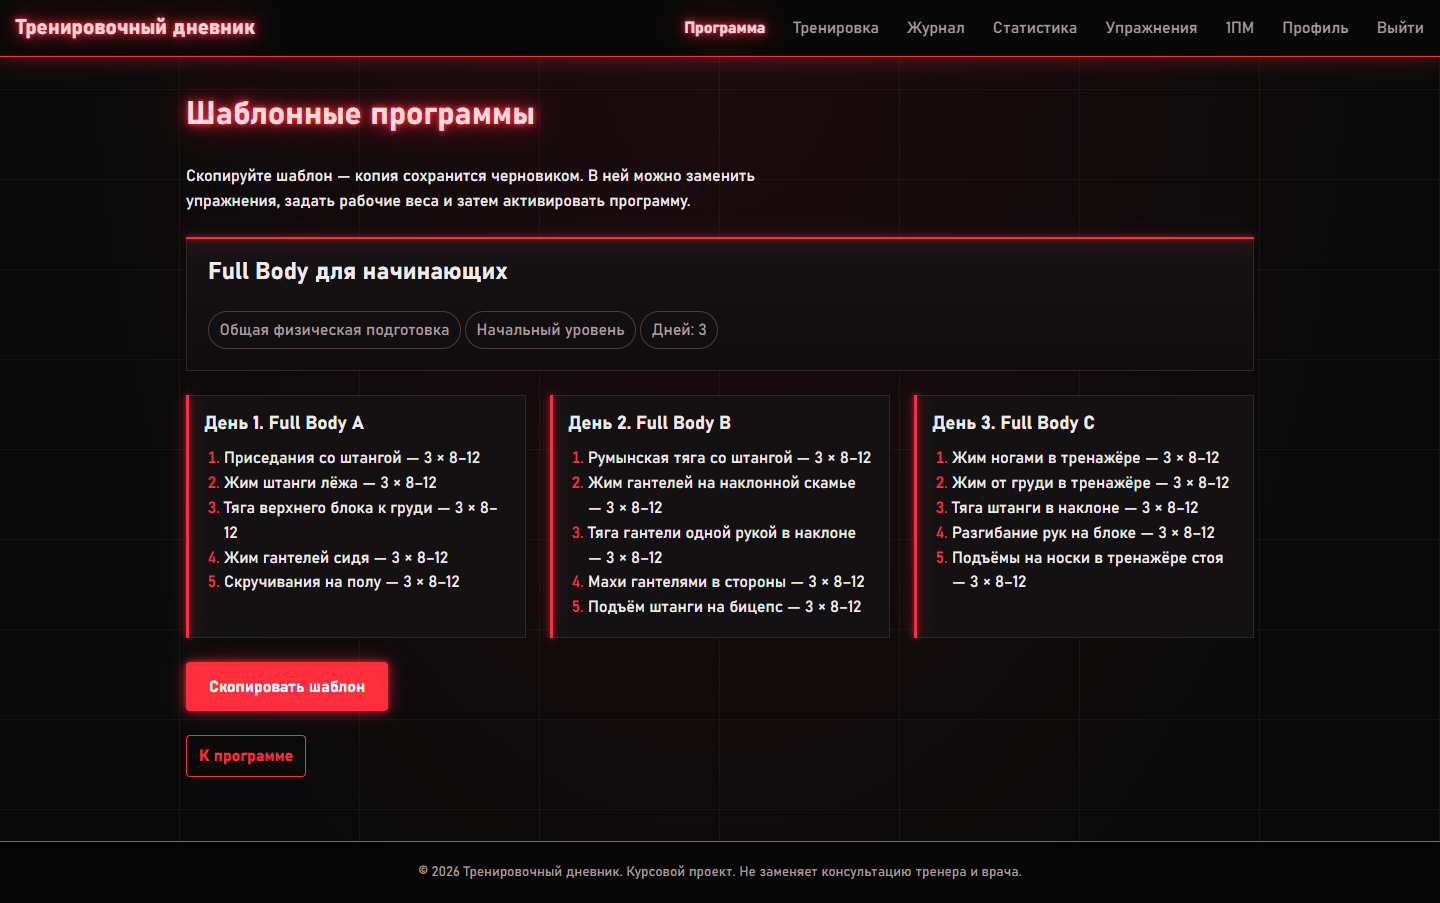 Тренировочный дневник
Программа Тренировка Журнал Статистика Упражнения 1ПМ Профиль Выйти
Шаблонные программы
Скопируйте шаблон — копия сохранится черновиком. В ней можно заменить
упражнения, задать рабочие веса и затем активировать программу.
Full Body для начинающих
Общая физическая подготовка Начальный уровень Дней: 3
День 1. Full Body A
1. Приседания со штангой — 3 × 8–12
2. Жим штанги лёжа — 3 × 8–12
3. Тяга верхнего блока к груди — 3 × 8–
12
4. Жим гантелей сидя — 3 × 8–12
5. Скручивания на полу — 3 × 8–12
День 2. Full Body B
1. Румынская тяга со штангой — 3 × 8–12
2. Жим гантелей на наклонной скамье
— 3 × 8–12
3. Тяга гантели одной рукой в наклоне
— 3 × 8–12
4. Махи гантелями в стороны — 3 × 8–12
5. Подъём штанги на бицепс — 3 × 8–12
День 3. Full Body C
1. Жим ногами в тренажёре — 3 × 8–12
2. Жим от груди в тренажёре — 3 × 8–12
3. Тяга штанги в наклоне — 3 × 8–12
4. Разгибание рук на блоке — 3 × 8–12
5. Подъёмы на носки в тренажёре стоя
— 3 × 8–12
Скопировать шаблон
К программе
© 2026 Тренировочный дневник. Курсовой проект. Не заменяет консультацию тренера и врача.